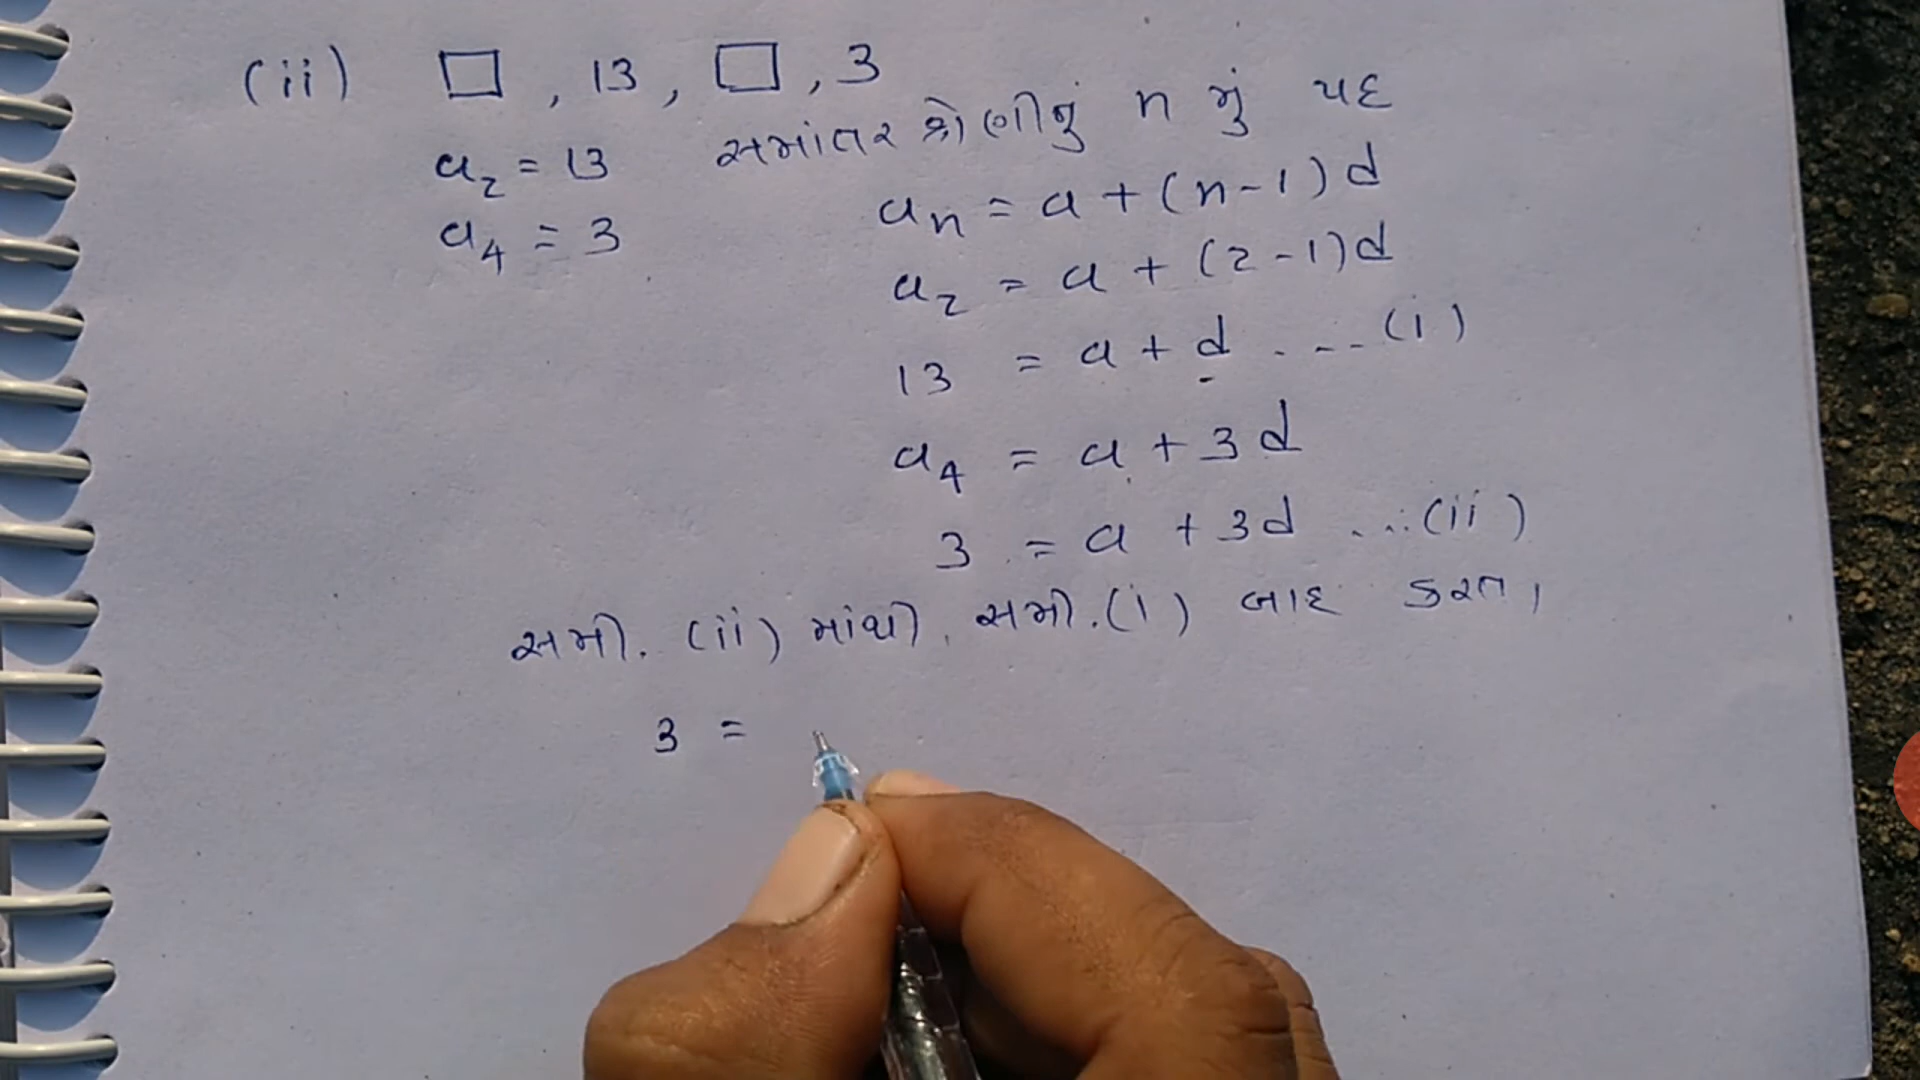 (ii) □ , 13 , □ , 3
a₂ = 13 સમાંતર શ્રેણીનું n મું પદ
a₄ = 3 aₙ = a + (n-1) d
a₂ = a + (2-1) d
13 = a + d ... (i)
a₄ = a + 3d
3 = a + 3d ... (ii)
સમી. (ii) માંથી સમી. (i) બાદ કરતા,
3 =